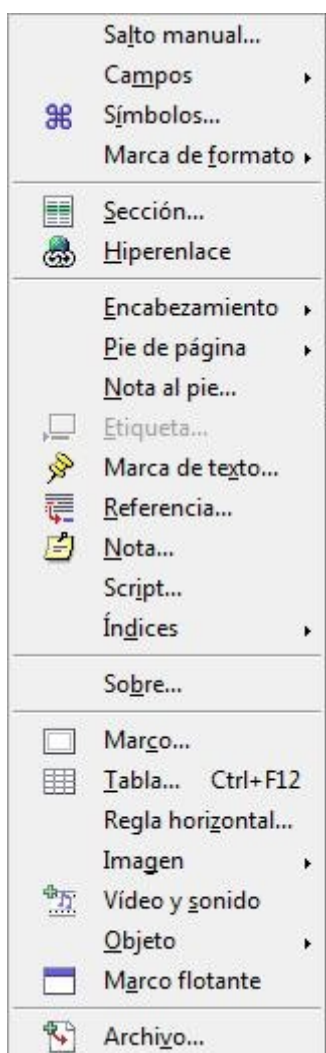 Salto manual...
Campos
Símbolos...
Marca de formato
Sección...
Hiperenlace
Encabezamiento
Pie de página
Nota al pie...
Etiqueta...
Marca de texto...
Referencia...
Nota...
Script...
Índices
Sobre...
Marco...
Tabla... Ctrl+F12
Regla horizontal...
Imagen
Vídeo y sonido
Objeto
Marco flotante
Archivo...